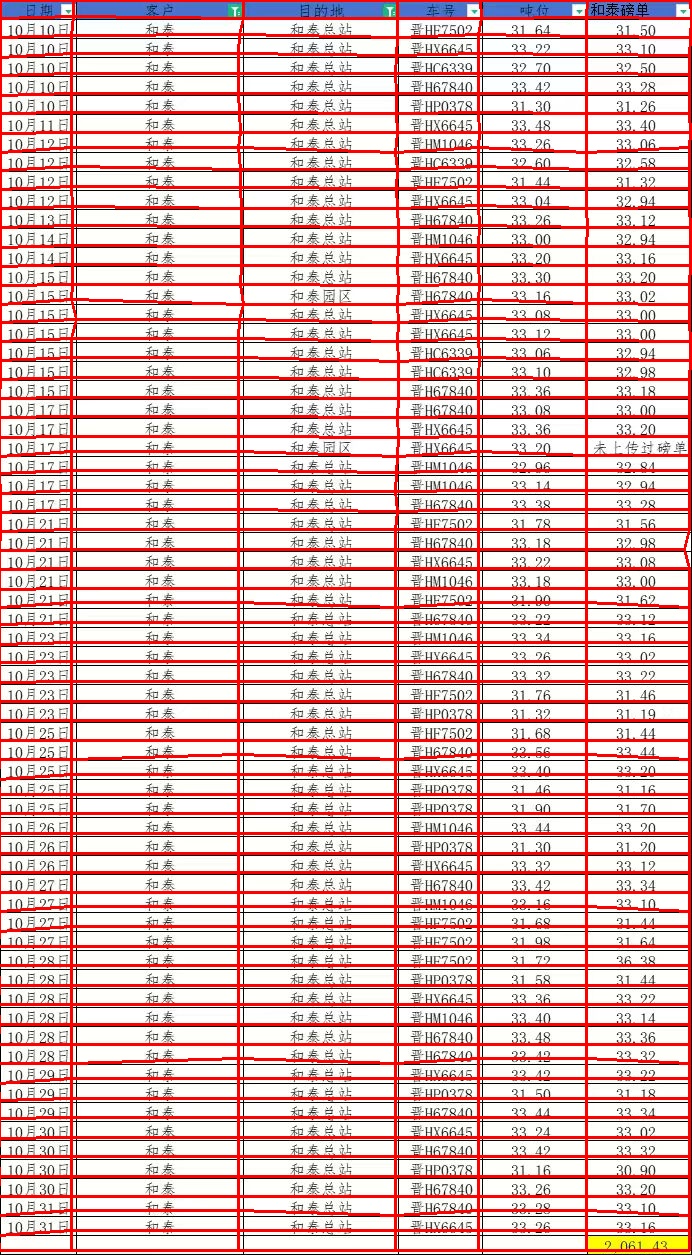 日期 客户 目的地 车号 吨位 和泰磅单
10月10日 和泰 和泰总站 晋HF7502 31.64 31.50
10月10日 和泰 和泰总站 晋HX6645 33.22 33.10
10月10日 和泰 和泰总站 晋HC6339 32.70 32.50
10月10日 和泰 和泰总站 晋H67840 33.42 33.28
10月10日 和泰 和泰总站 晋HP0378 31.30 31.26
10月11日 和泰 和泰总站 晋HX6645 33.48 33.40
10月12日 和泰 和泰总站 晋HM1046 33.26 33.06
10月12日 和泰 和泰总站 晋HC6339 32.60 32.58
10月12日 和泰 和泰总站 晋HF7502 31.44 31.32
10月12日 和泰 和泰总站 晋HX6645 33.04 32.94
10月13日 和泰 和泰总站 晋H67840 33.26 33.12
10月14日 和泰 和泰总站 晋HM1046 33.00 32.94
10月14日 和泰 和泰总站 晋HX6645 33.20 33.16
10月15日 和泰 和泰总站 晋H67840 33.30 33.20
10月15日 和泰 和泰园区 晋H67840 33.16 33.02
10月15日 和泰 和泰总站 晋HX6645 33.08 33.00
10月15日 和泰 和泰总站 晋HX6645 33.12 33.00
10月15日 和泰 和泰总站 晋HC6339 33.06 32.94
10月15日 和泰 和泰总站 晋HC6339 33.10 32.98
10月15日 和泰 和泰总站 晋H67840 33.36 33.18
10月17日 和泰 和泰总站 晋H67840 33.08 33.00
10月17日 和泰 和泰总站 晋HX6645 33.36 33.20
10月17日 和泰 和泰园区 晋HX6645 33.20 未上传过磅单
10月17日 和泰 和泰总站 晋HM1046 32.96 32.84
10月17日 和泰 和泰总站 晋HM1046 33.14 32.94
10月17日 和泰 和泰总站 晋H67840 33.38 33.28
10月21日 和泰 和泰总站 晋HF7502 31.78 31.56
10月21日 和泰 和泰总站 晋H67840 33.18 32.98
10月21日 和泰 和泰总站 晋HX6645 33.22 33.08
10月21日 和泰 和泰总站 晋HM1046 33.18 33.00
10月21日 和泰 和泰总站 晋HF7502 31.90 31.62
10月21日 和泰 和泰总站 晋H67840 33.22 33.12
10月23日 和泰 和泰总站 晋HM1046 33.34 33.16
10月23日 和泰 和泰总站 晋HX6645 33.26 33.02
10月23日 和泰 和泰总站 晋H67840 33.32 33.22
10月23日 和泰 和泰总站 晋HF7502 31.76 31.46
10月23日 和泰 和泰总站 晋HP0378 31.32 31.19
10月25日 和泰 和泰总站 晋HF7502 31.68 31.44
10月25日 和泰 和泰总站 晋H67840 33.56 33.44
10月25日 和泰 和泰总站 晋HX6645 33.40 33.20
10月25日 和泰 和泰总站 晋HP0378 31.46 31.16
10月25日 和泰 和泰总站 晋HP0378 31.90 31.70
10月26日 和泰 和泰总站 晋HM1046 33.44 33.20
10月26日 和泰 和泰总站 晋HP0378 31.30 31.20
10月26日 和泰 和泰总站 晋HX6645 33.32 33.12
10月27日 和泰 和泰总站 晋H67840 33.42 33.34
10月27日 和泰 和泰总站 晋HM1046 33.16 33.10
10月27日 和泰 和泰总站 晋HF7502 31.68 31.44
10月27日 和泰 和泰总站 晋HF7502 31.98 31.64
10月28日 和泰 和泰总站 晋HF7502 31.72 36.38
10月28日 和泰 和泰总站 晋HP0378 31.58 31.44
10月28日 和泰 和泰总站 晋HX6645 33.36 33.22
10月28日 和泰 和泰总站 晋HM1046 33.40 33.14
10月28日 和泰 和泰总站 晋H67840 33.48 33.36
10月28日 和泰 和泰总站 晋H67840 33.42 33.32
10月29日 和泰 和泰总站 晋HX6645 33.42 33.22
10月29日 和泰 和泰总站 晋HP0378 31.50 31.18
10月29日 和泰 和泰总站 晋H67840 33.44 33.34
10月30日 和泰 和泰总站 晋HX6645 33.24 33.02
10月30日 和泰 和泰总站 晋H67840 33.42 33.32
10月30日 和泰 和泰总站 晋HP0378 31.16 30.90
10月30日 和泰 和泰总站 晋H67840 33.26 33.20
10月31日 和泰 和泰总站 晋H67840 33.28 33.10
10月31日 和泰 和泰总站 晋HX6645 33.26 33.16
2,061.43